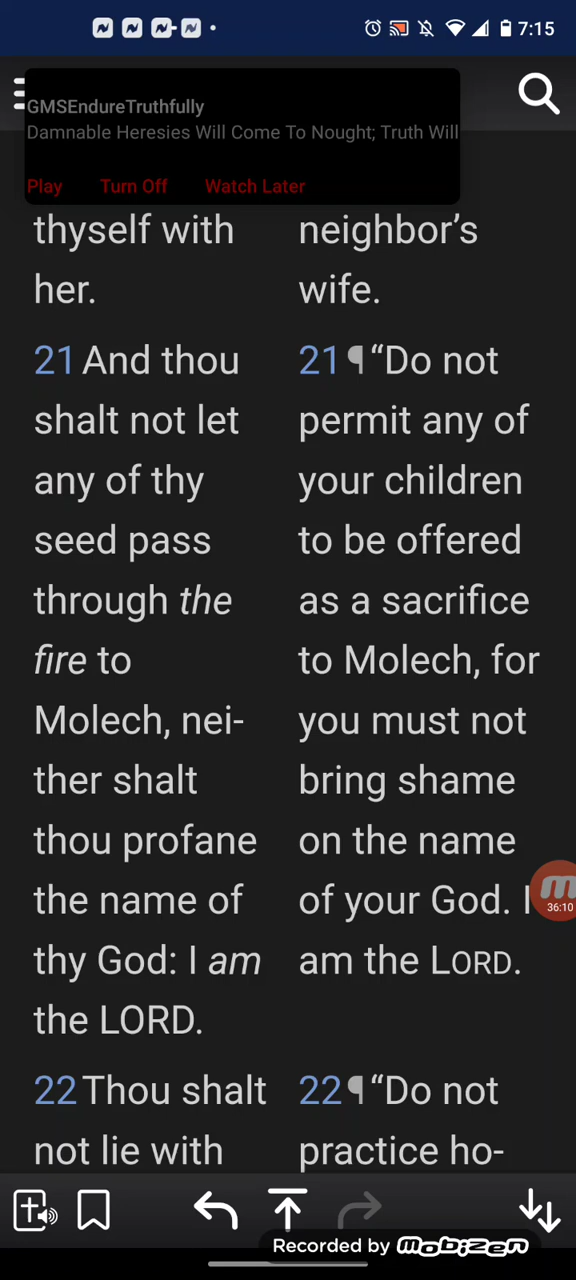 7:15
GMSEndureTruthfully
Damnable Heresies Will Come To Nought; Truth Will
Play Turn Off Watch Later
thyself with
her.
21 And thou
shalt not let
any of thy
seed pass
through the
fire to
Molech, nei-
ther shalt
thou profane
the name of
thy God: I am
the LORD.
22 Thou shalt
not lie with
neighbor’s
wife.
21 ¶ “Do not
permit any of
your children
to be offered
as a sacrifice
to Molech, for
you must not
bring shame
on the name
of your God. I
am the LORD.
22 ¶ “Do not
practice ho-
36:10
Recorded by mobizen